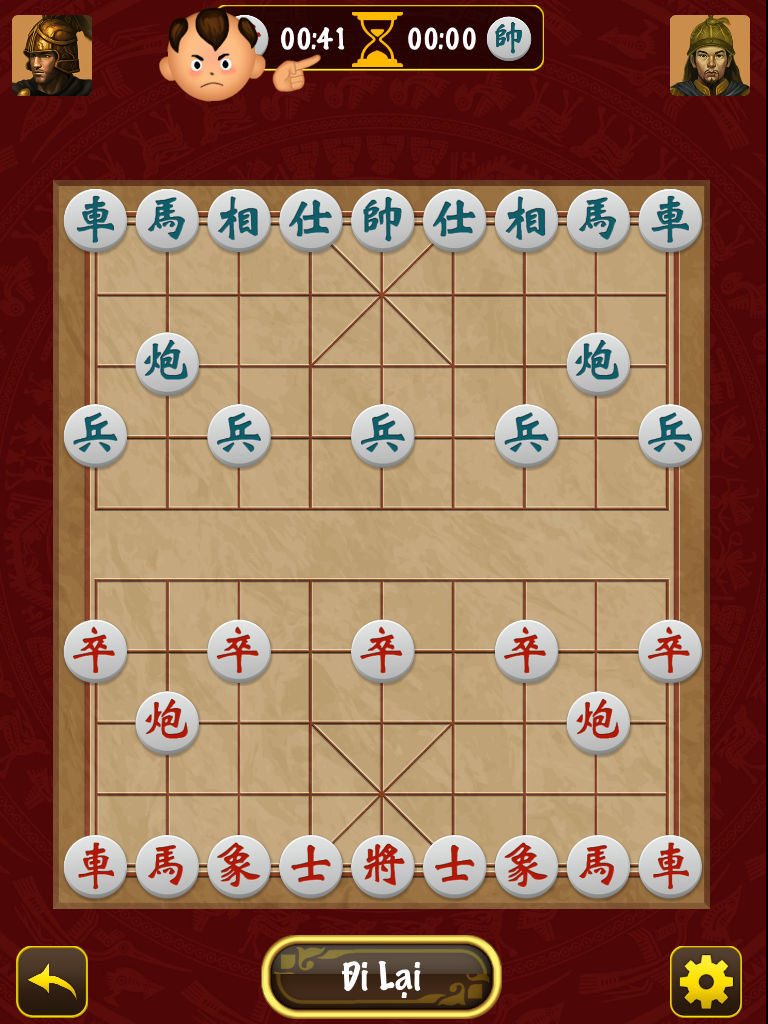 00:41 00:00 帥
車 馬 相 仕 帥 仕 相 馬 車
炮 炮
兵 兵 兵 兵 兵
卒 卒 卒 卒 卒
炮 炮
車 馬 象 士 將 士 象 馬 車
Đi Lại